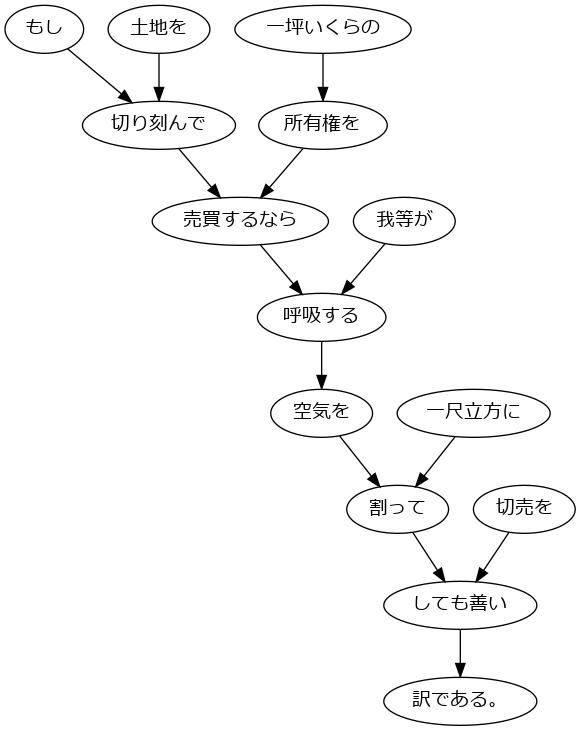 もし
土地を
一坪いくらの
切り刻んで
所有権を
売買するなら
我等が
呼吸する
空気を
一尺立方に
割って
切売を
しても善い
訳である。